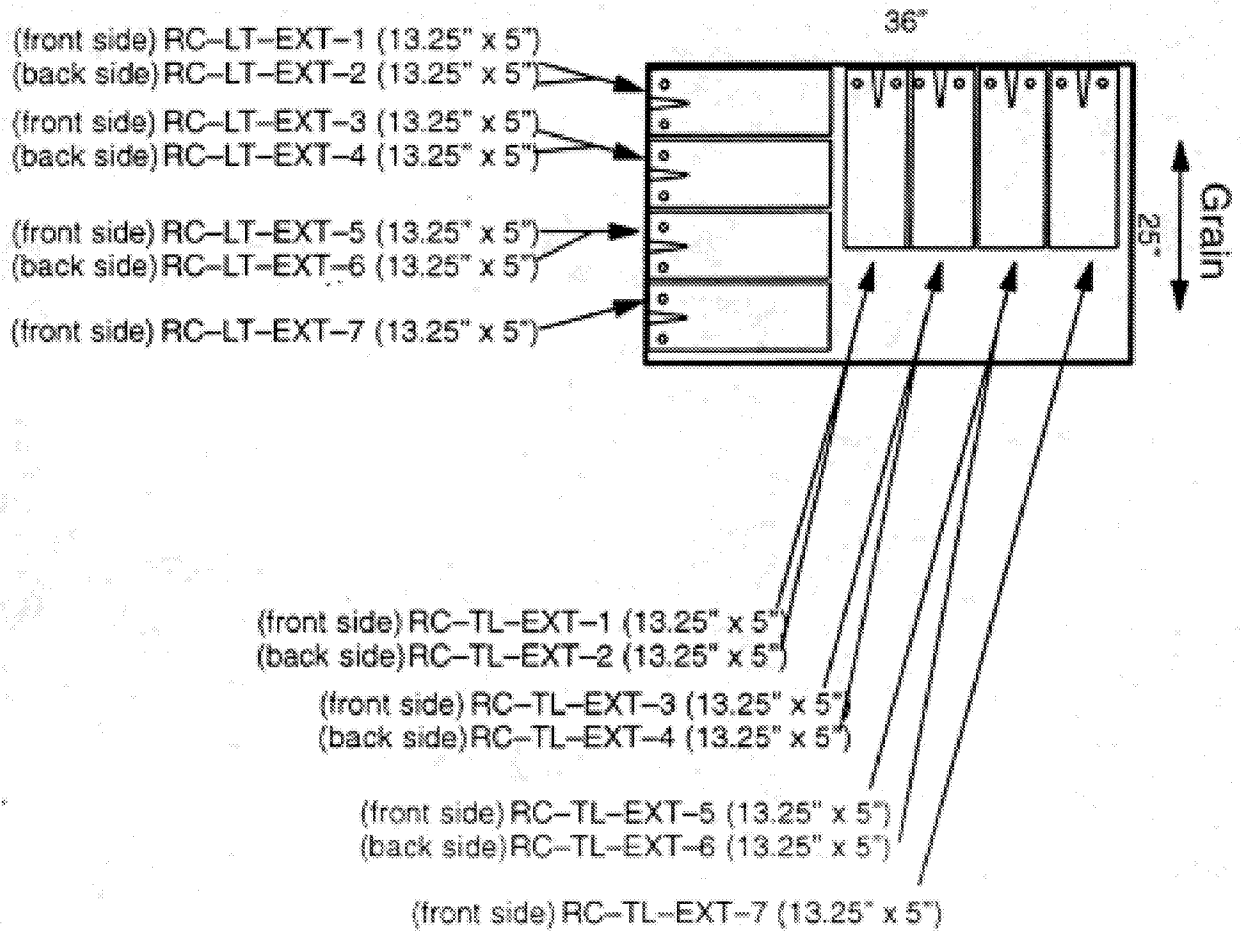 36"
(front side) RC–LT–EXT–1 (13.25" x 5")
(back side) RC–LT–EXT–2 (13.25" x 5")
(front side) RC–LT–EXT–3 (13.25" x 5")
(back side) RC–LT–EXT–4 (13.25" x 5")
(front side) RC–LT–EXT–5 (13.25" x 5")
(back side) RC–LT–EXT–6 (13.25" x 5")
(front side) RC–LT–EXT–7 (13.25" x 5")
25"
Grain
(front side) RC–TL–EXT–1 (13.25" x 5")
(back side) RC–TL–EXT–2 (13.25" x 5")
(front side) RC–TL–EXT–3 (13.25" x 5")
(back side) RC–TL–EXT–4 (13.25" x 5")
(front side) RC–TL–EXT–5 (13.25" x 5")
(back side) RC–TL–EXT–6 (13.25" x 5")
(front side) RC–TL–EXT–7 (13.25" x 5")